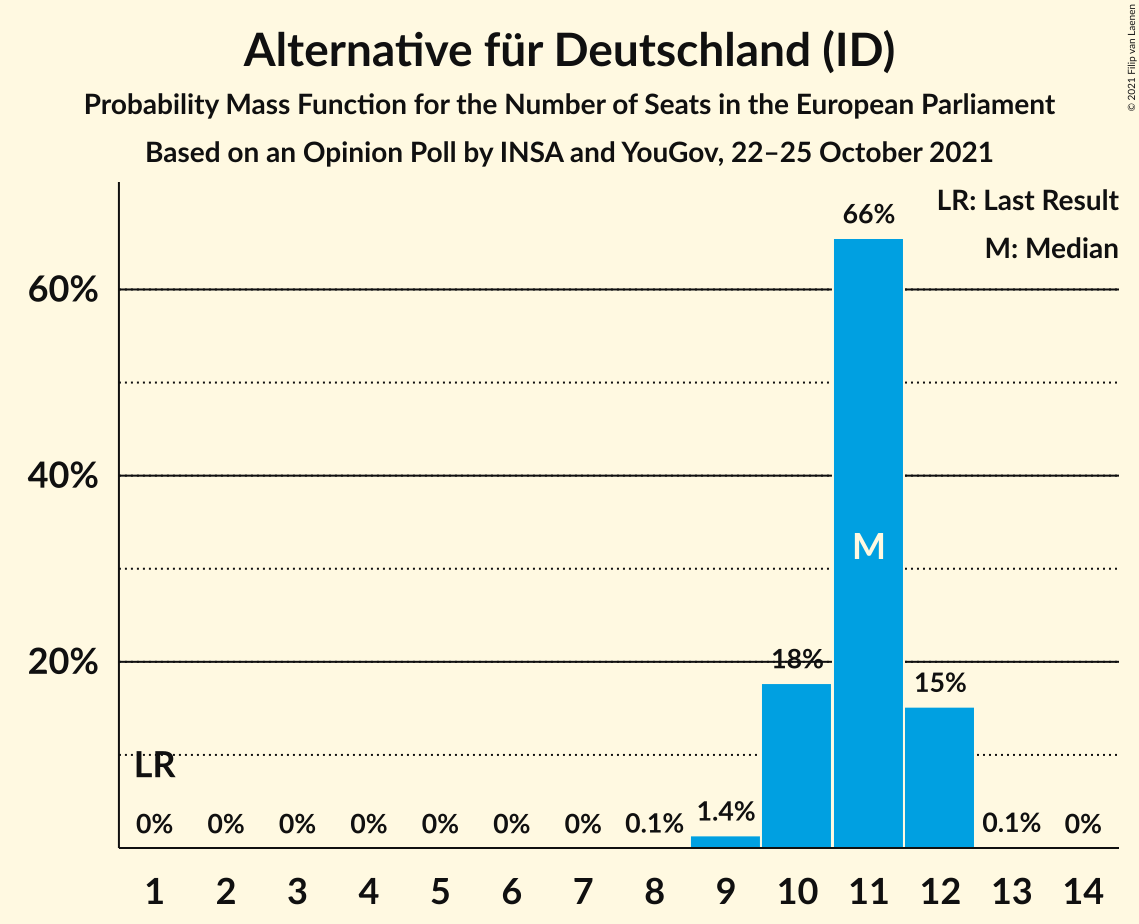 Alternative für Deutschland (ID)
Probability Mass Function for the Number of Seats in the European Parliament
Based on an Opinion Poll by INSA and YouGov, 22–25 October 2021
© 2021 Filip van Laenen
LR: Last Result
M: Median
66%
60%
40%
M
20%
18%
15%
LR
0% 0% 0% 0% 0% 0% 0% 0.1% 1.4% 0.1% 0%
1 2 3 4 5 6 7 8 9 10 11 12 13 14